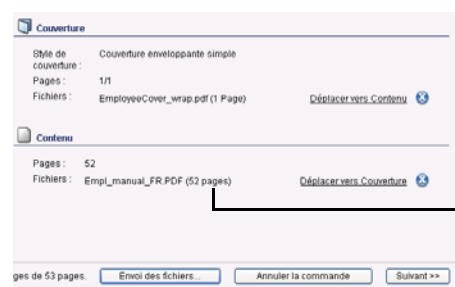 Couverture
Style de couverture : Couverture enveloppante simple
Pages : 1/1
Fichiers : EmployeeCover_wrap.pdf (1 Page) Déplacer vers Contenu
Contenu
Pages : 52
Fichiers : Empl_manual_FR.PDF (52 pages) Déplacer vers Couverture
ges de 53 pages. Envoi des fichiers... Annuler la commande Suivant >>